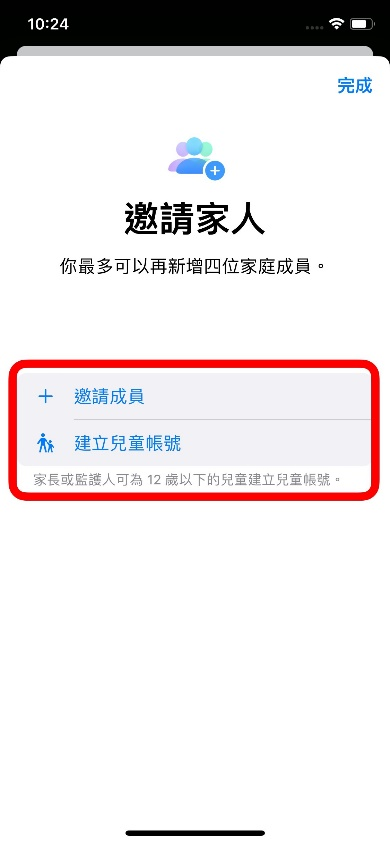 10:24
完成
邀請家人
你最多可以再新增四位家庭成員。
邀請成員
建立兒童帳號
家長或監護人可為 12 歲以下的兒童建立兒童帳號。